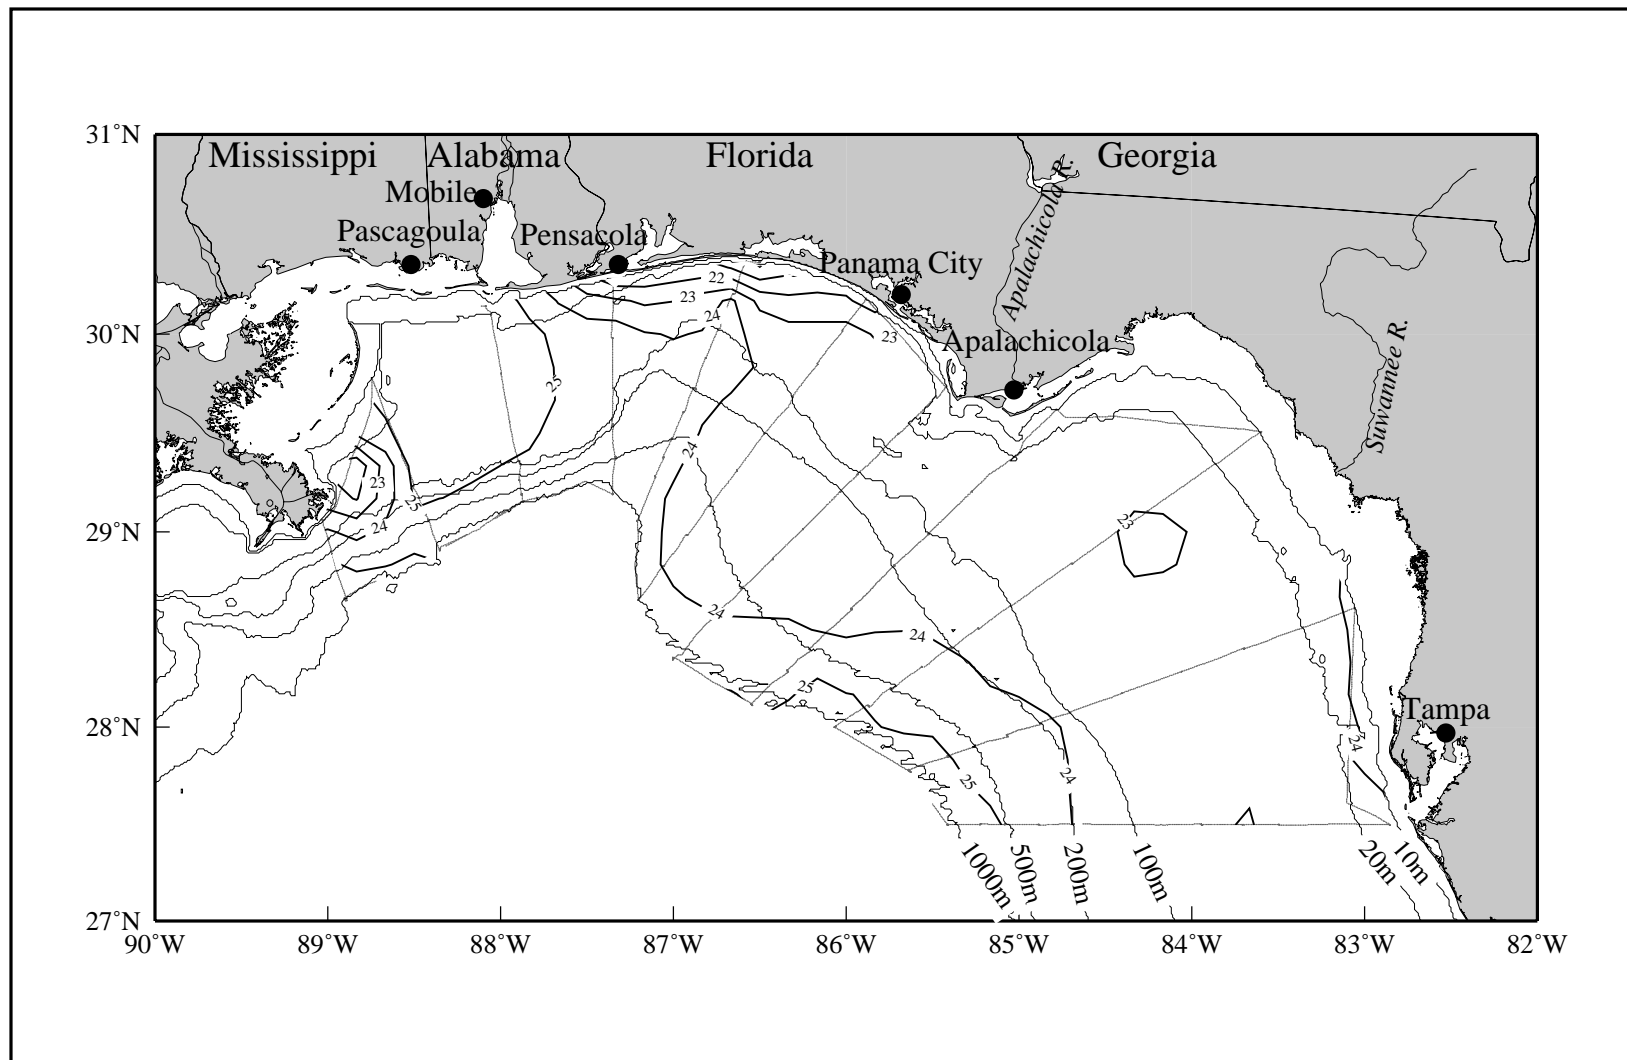 31°N
Mississippi
Alabama
Florida
Georgia
Mobile
Apalachicola R.
Pascagoula
Pensacola
Panama City
22
23
24
23
30°N
Apalachicola
Suwannee R.
25
24
23
25
24
23
29°N
24
24
25
Tampa
28°N
24
24
25
1000m
500m
200m
100m
20m
10m
27°N
90°W
89°W
88°W
87°W
86°W
85°W
84°W
83°W
82°W